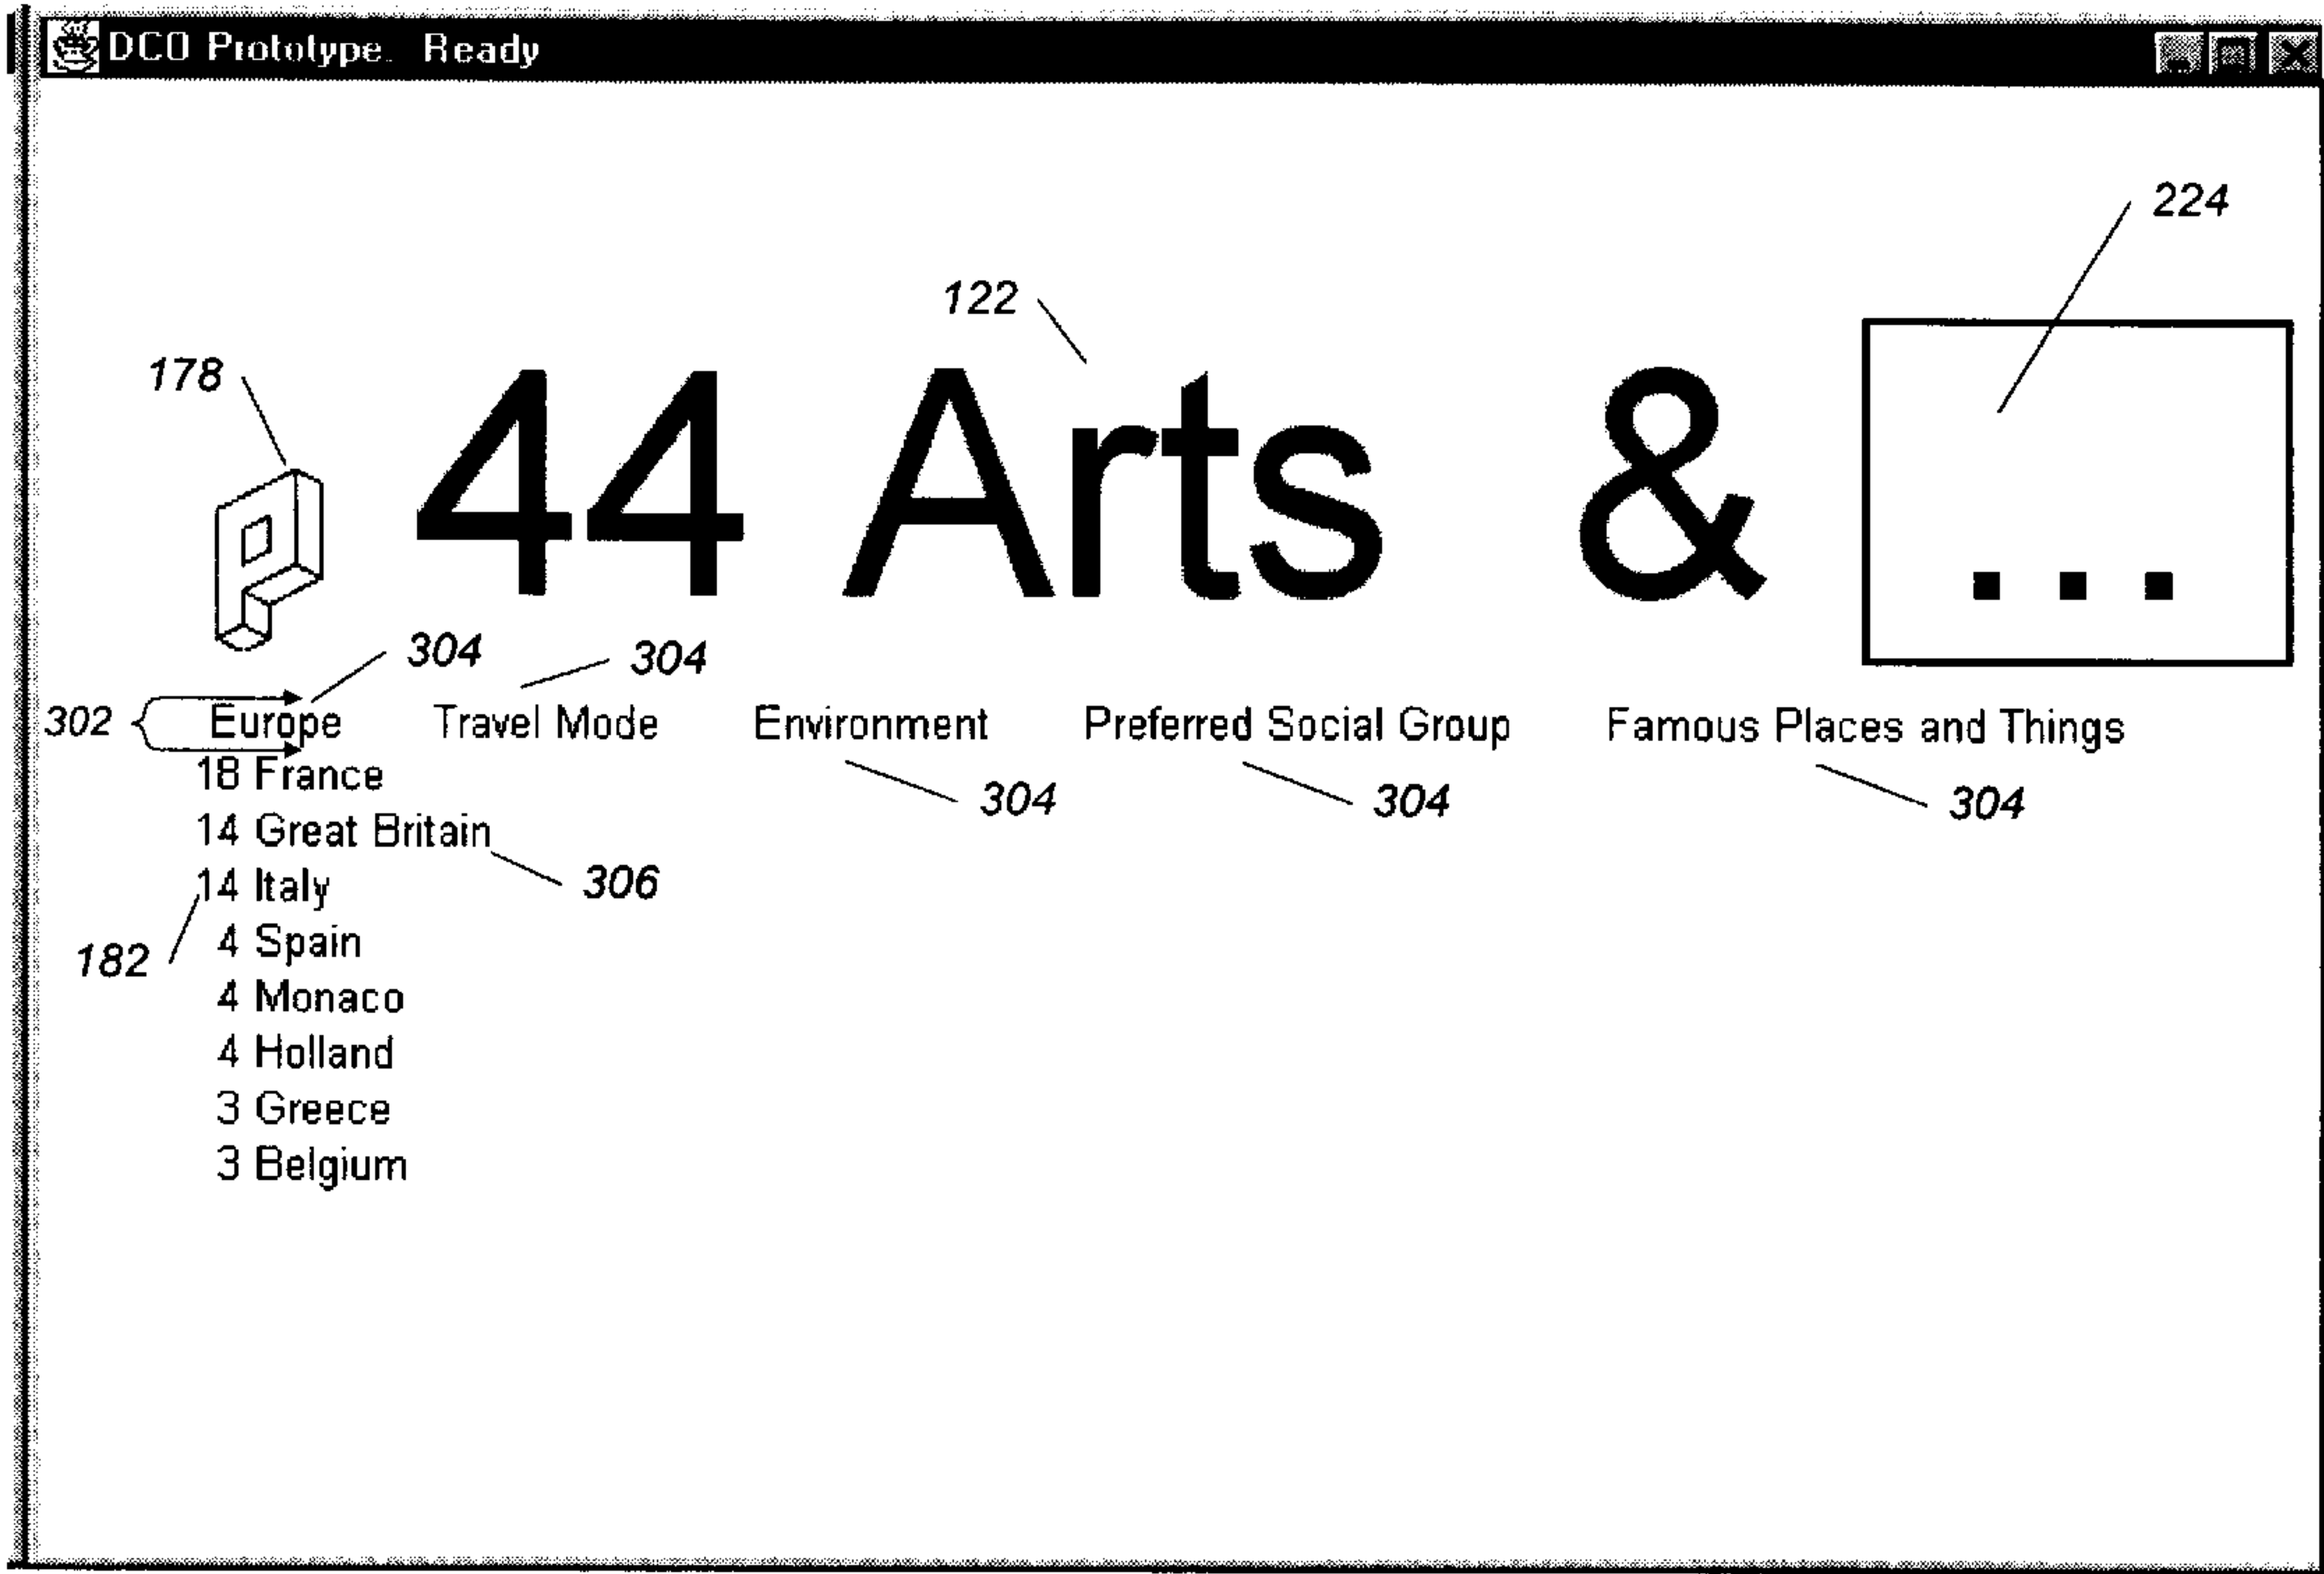 DCO Prototype. Ready
224
122
178
44 Arts & ...
304 304
302 Europe Travel Mode Environment Preferred Social Group Famous Places and Things
18 France
304 304 304
14 Great Britain
306
14 Italy
4 Spain
182
4 Monaco
4 Holland
3 Greece
3 Belgium